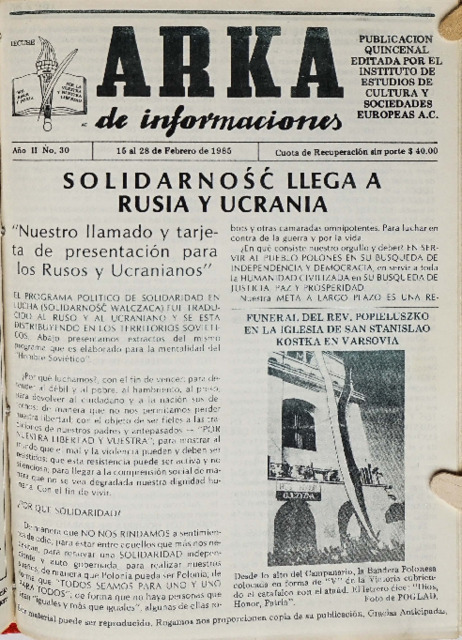 ARKA
de informaciones
PUBLICACION
QUINCENAL
EDITADA POR EL
INSTITUTO DE
ESTUDIOS DE
CULTURA Y
SOCIEDADES
EUROPEAS A.C.
Año II No. 30
15 al 28 de Febrero de 1985
Cuota de Recuperación sin porte $ 40.00
SOLIDARNOŚĆ LLEGA A
RUSIA Y UCRANIA
"Nuestro llamado y tarje-
ta de presentación para
los Rusos y Ucranianos"
EL PROGRAMA POLITICO DE SOLIDARIDAD EN
LUCHA (SOLIDARNOŚĆ WALCZACA) FUE TRADU-
CIDO AL RUSO Y AL UCRANIANO Y SE ESTA
DISTRIBUYENDO EN LOS TERRITORIOS SOVIETI-
COS. Abajo presentamos extractos del mismo
programa que es elaborado para la mentalidad del
"Hombre Soviético".
¿Por qué luchamos?, con el fin de vencer; para de-
fender al débil y al pobre, al hambriento, al preso,
para devolver al ciudadano y a la nación sus de-
rechos; de manera que no nos permitamos perder
nuestra libertad; con el objeto de ser fieles a las tra-
diciones de nuestros padres y antepasados — "POR
NUESTRA LIBERTAD Y VUESTRA"; para mostrar al
mundo que el mal y la violencia pueden y deben ser
resistidos; que esta resistencia puede ser activa y no
silenciosa; para llegar a la comprensión social de ma-
nera que no se vea degradada nuestra dignidad hu-
mana. Con el fin de vivir.
¿POR QUE SOLIDARIDAD?
De manera que NO NOS RINDAMOS a sentimien-
tos de odio, para estar entre aquellos que más nos ne-
cesitan, para renovar una SOLIDARIDAD indepen-
diente y auto gobernada, para realizar nuestros
sueños, de manera que Polonia pueda ser Polonia, de
forma que "TODOS SEAMOS PARA UNO Y UNO
PARA TODOS", de forma que no haya personas que
sean "iguales y más que iguales", algunas de ellas ro-
bots y otras camaradas omnipotentes. Para luchar en
contra de la guerra y por la vida.
¿En qué consiste nuestro orgullo y deber? EN SER-
VIR AL PUEBLO POLONES EN SU BUSQUEDA DE
INDEPENDENCIA Y DEMOCRACIA, en servir a toda
la HUMANIDAD CIVILIZADA en SU BUSQUEDA DE
JUSTICIA, PAZ Y PROSPERIDAD.
Nuestra META A LARGO PLAZO ES UNA RE-
FUNERAL DEL REV. POPIELUSZKO
EN LA IGLESIA DE SAN STANISLAO
KOSTKA EN VARSOVIA
Desde lo alto del Campanario, la Bandera Polonesa
colocada en forma de "V" de la Victoria cubrien-
do el catafalco con el ataúd. El letrero dice "Dios,
Honor, Patria".
Foto de POGLAD.
Este material puede ser reproducido. Rogamos nos proporcionen copia de su publicación. Gracias Anticipadas.